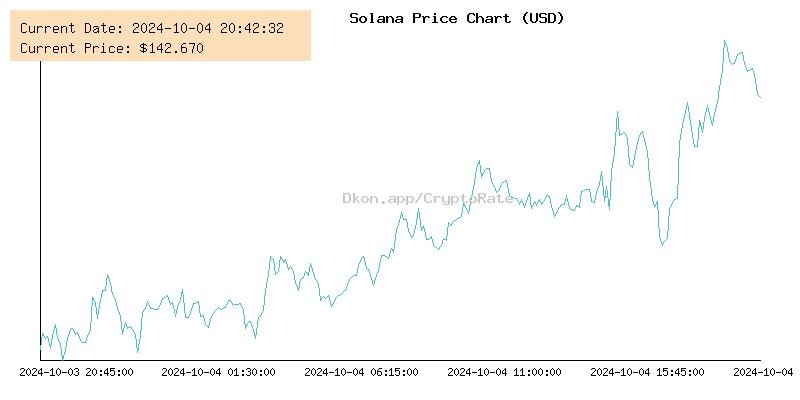 Solana Price Chart (USD)
Current Date: 2024-10-04 20:42:32
Current Price: $142.670
Dkon.app/CryptoRate
2024-10-03 20:45:00
2024-10-04 01:30:00
2024-10-04 06:15:00
2024-10-04 11:00:00
2024-10-04 15:45:00
2024-10-04